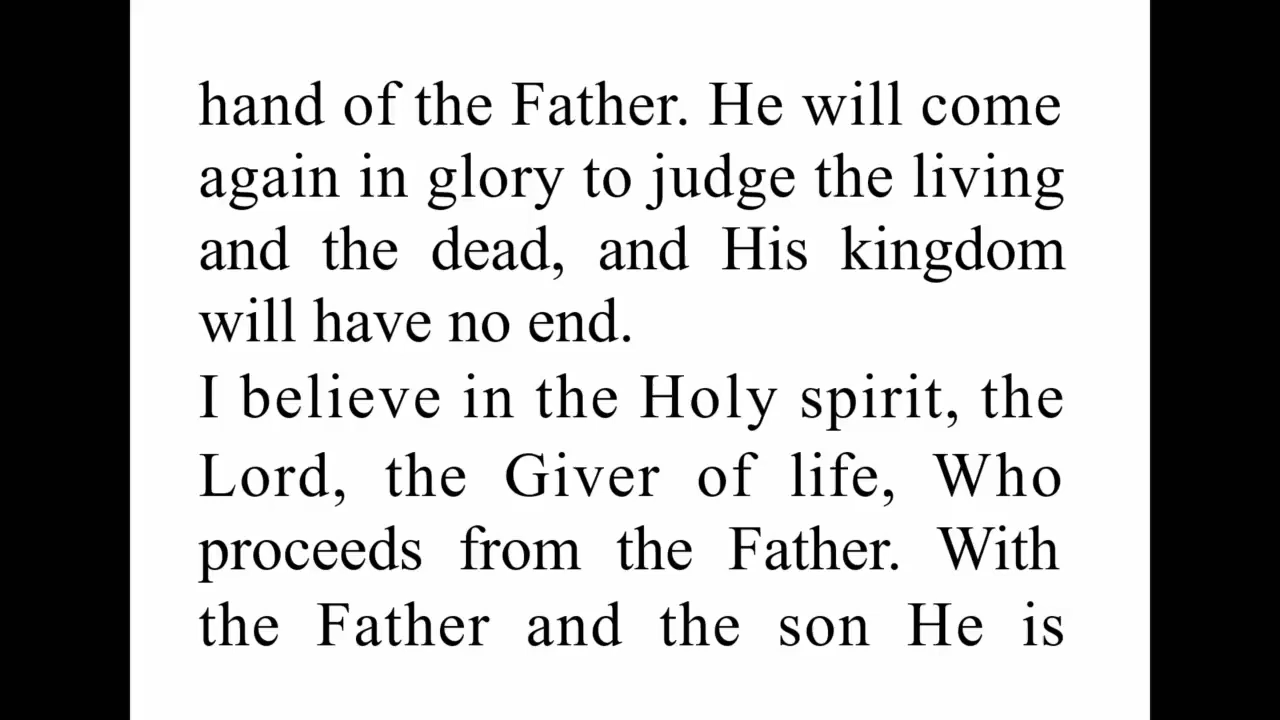 hand of the Father. He will come
again in glory to judge the living
and the dead, and His kingdom
will have no end.
I believe in the Holy spirit, the
Lord, the Giver of life, Who
proceeds from the Father. With
the Father and the son He is